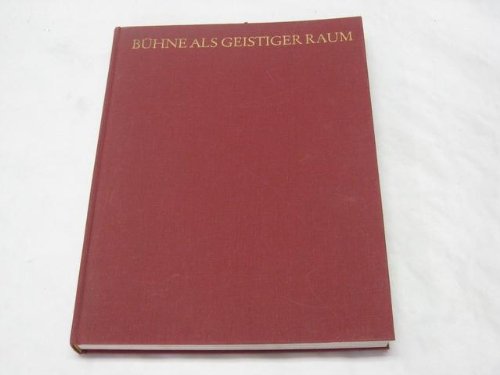 BÜHNE ALS GEISTIGER RAUM